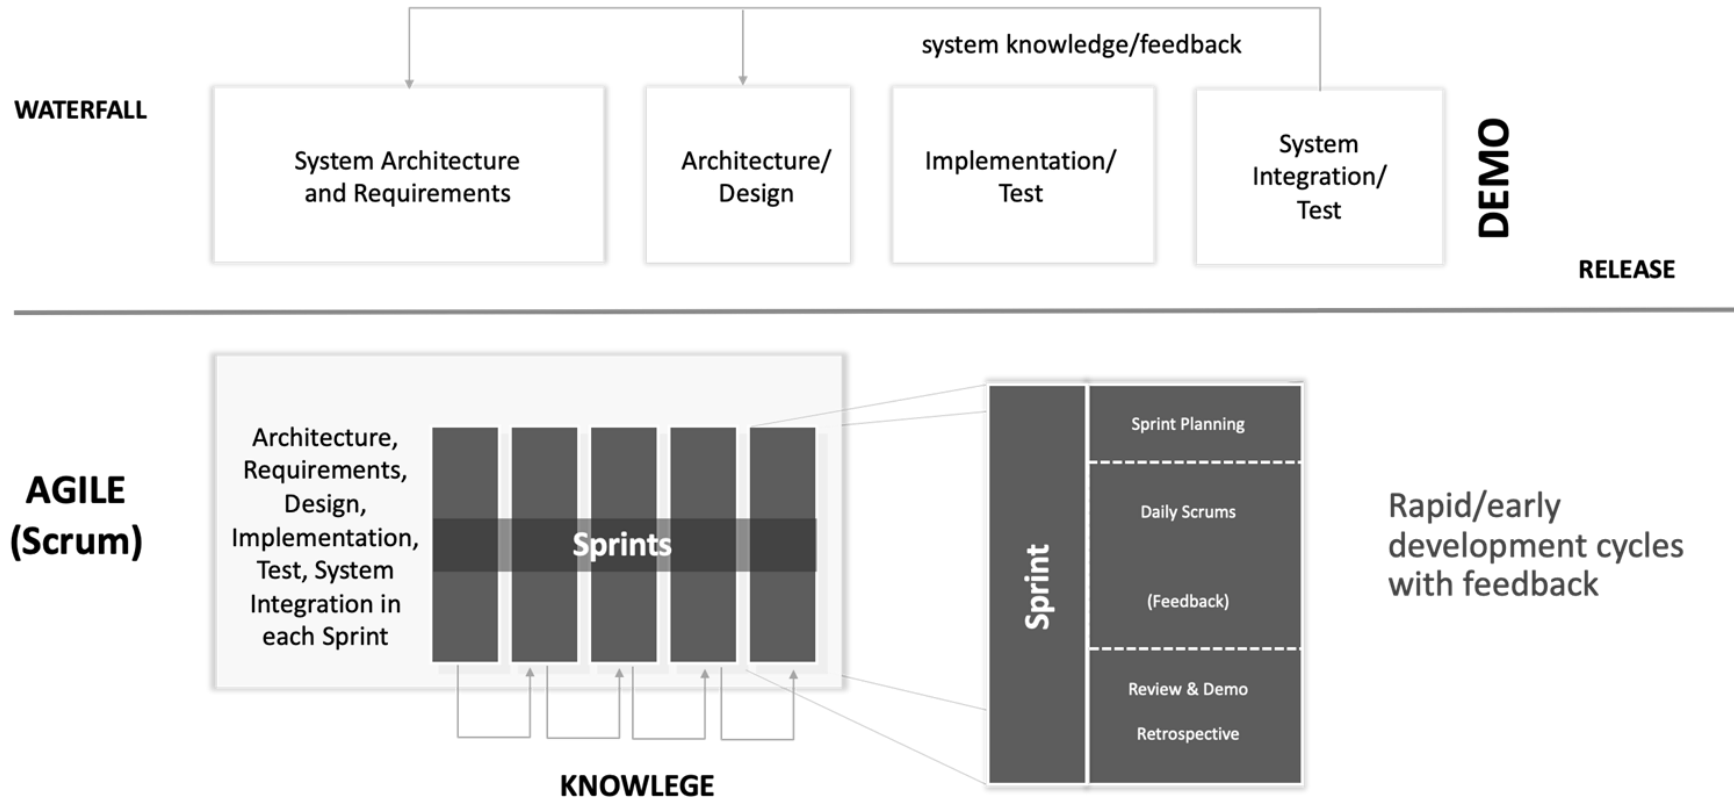 system knowledge/feedback
WATERFALL
System Architecture
and Requirements
Architecture/
Design
Implementation/
Test
System
Integration/
Test
DEMO
RELEASE
AGILE
(Scrum)
Architecture,
Requirements,
Design,
Implementation,
Test, System
Integration in
each Sprint
Sprints
KNOWLEGE
Sprint
Sprint Planning
Daily Scrums
(Feedback)
Review & Demo
Retrospective
Rapid/early
development cycles
with feedback